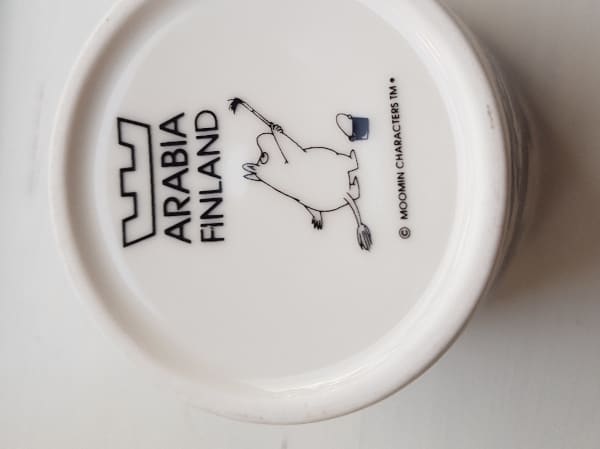 ARABIA
FINLAND
© MOOMIN CHARACTERS TM